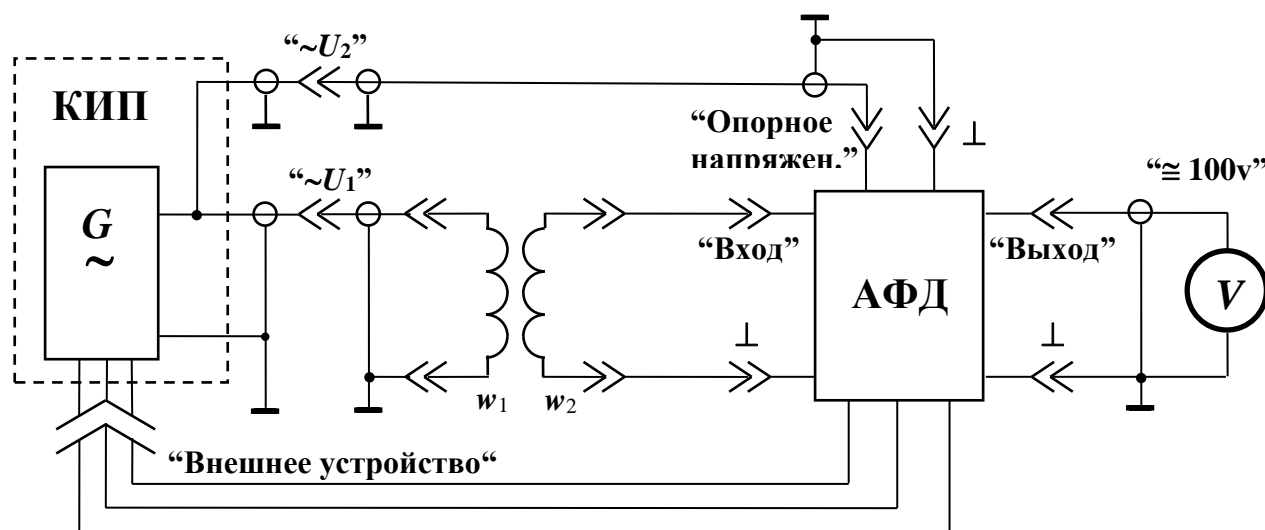 “~U2”
КИП
“Опорное
напряжен.”
⊥
“~U1”
“≅ 100v”
G
~
“Вход”
“Выход”
АФД
V
⊥
⊥
w1
w2
“Внешнее устройство“